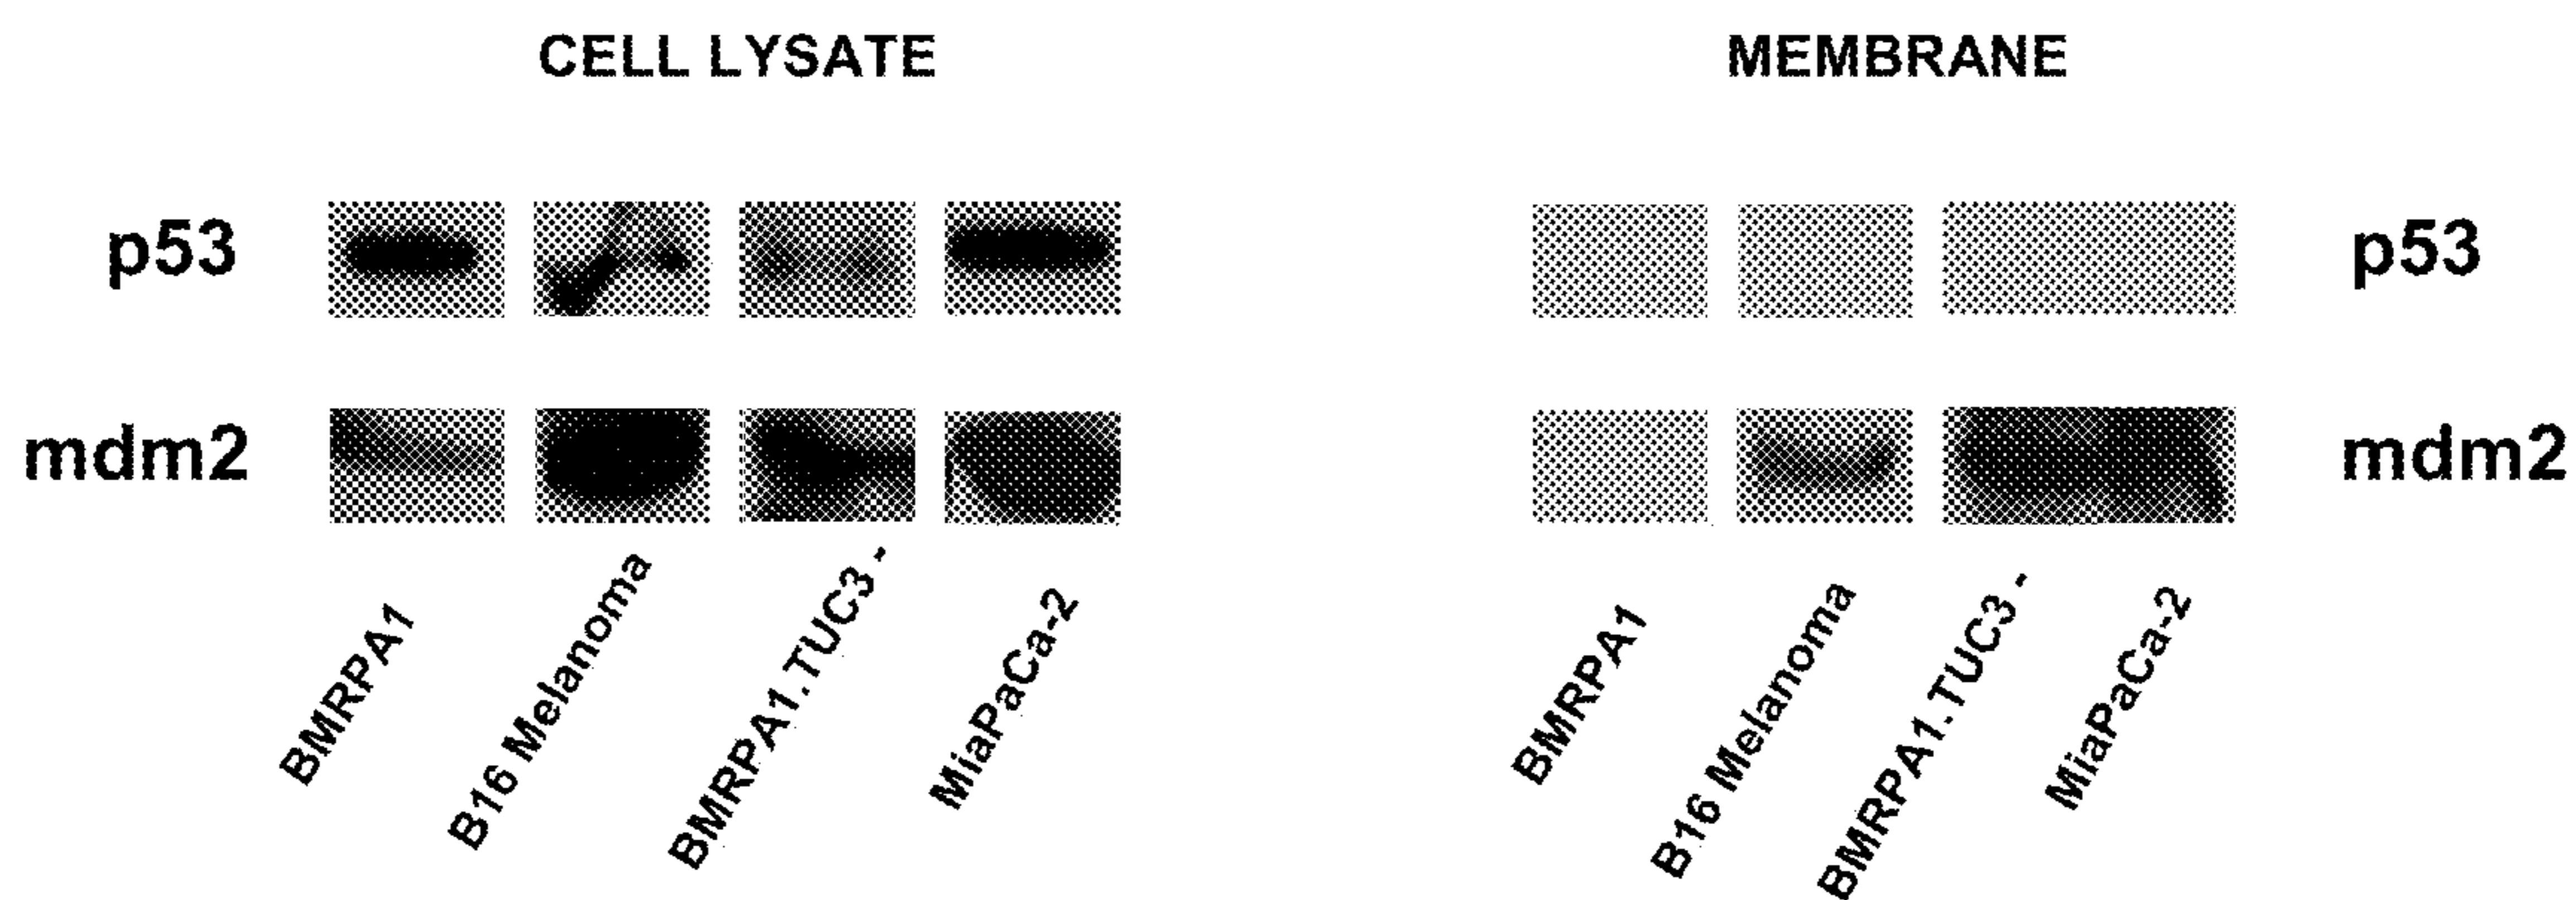 CELL LYSATE MEMBRANE
p53 p53
mdm2 mdm2
BMRPA1 B16 Melanoma BMRPA1.TUC3 - MiaPaCa-2 BMRPA1 B16 Melanoma BMRPA1.TUC3 - MiaPaCa-2